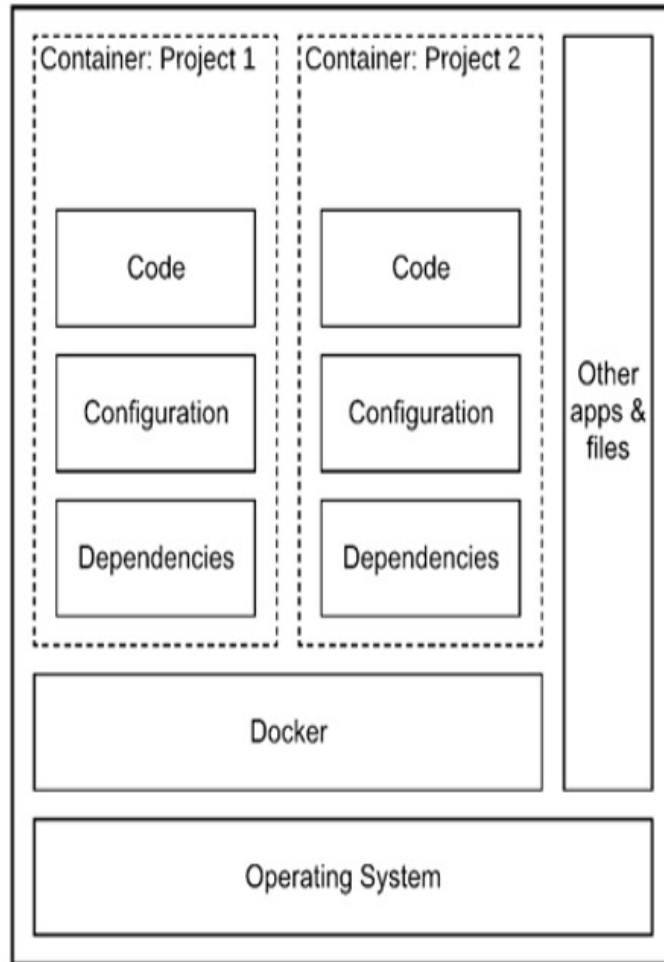 Container: Project 1
Container: Project 2
Code
Code
Configuration
Configuration
Dependencies
Dependencies
Other
apps &
files
Docker
Operating System